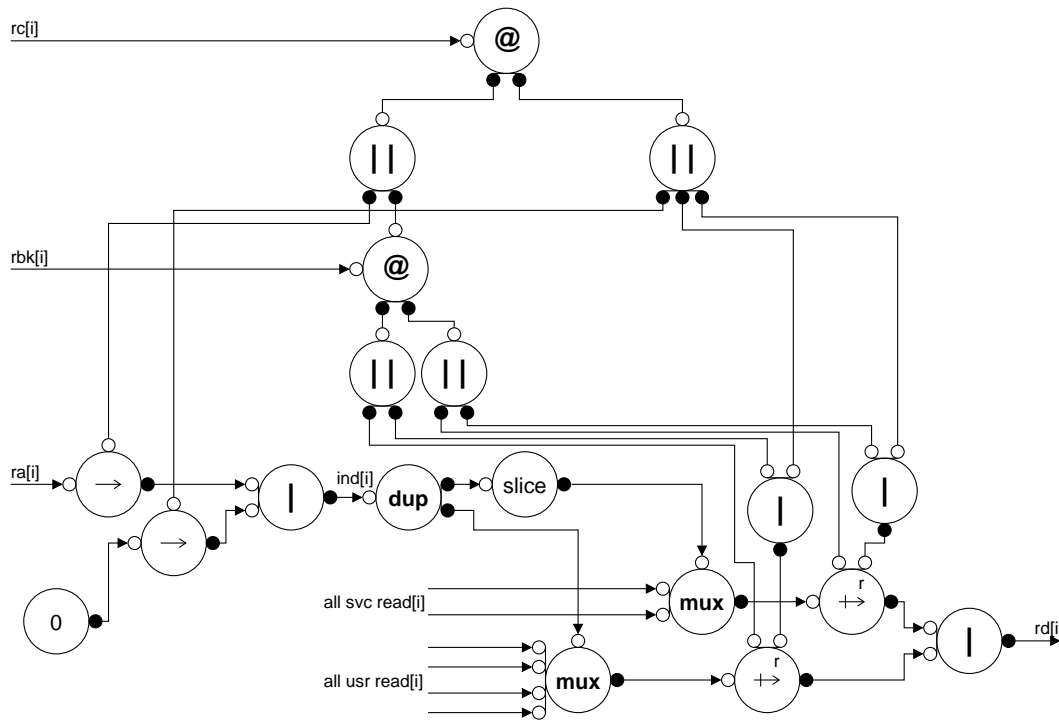 rc[i]
@
| |
| |
rbk[i]
@
| |
| |
ra[i]
→
|
ind[i]
dup
slice
|
|
→
0
all svc read[i]
mux
r
|
rd[i
all usr read[i]
mux
r